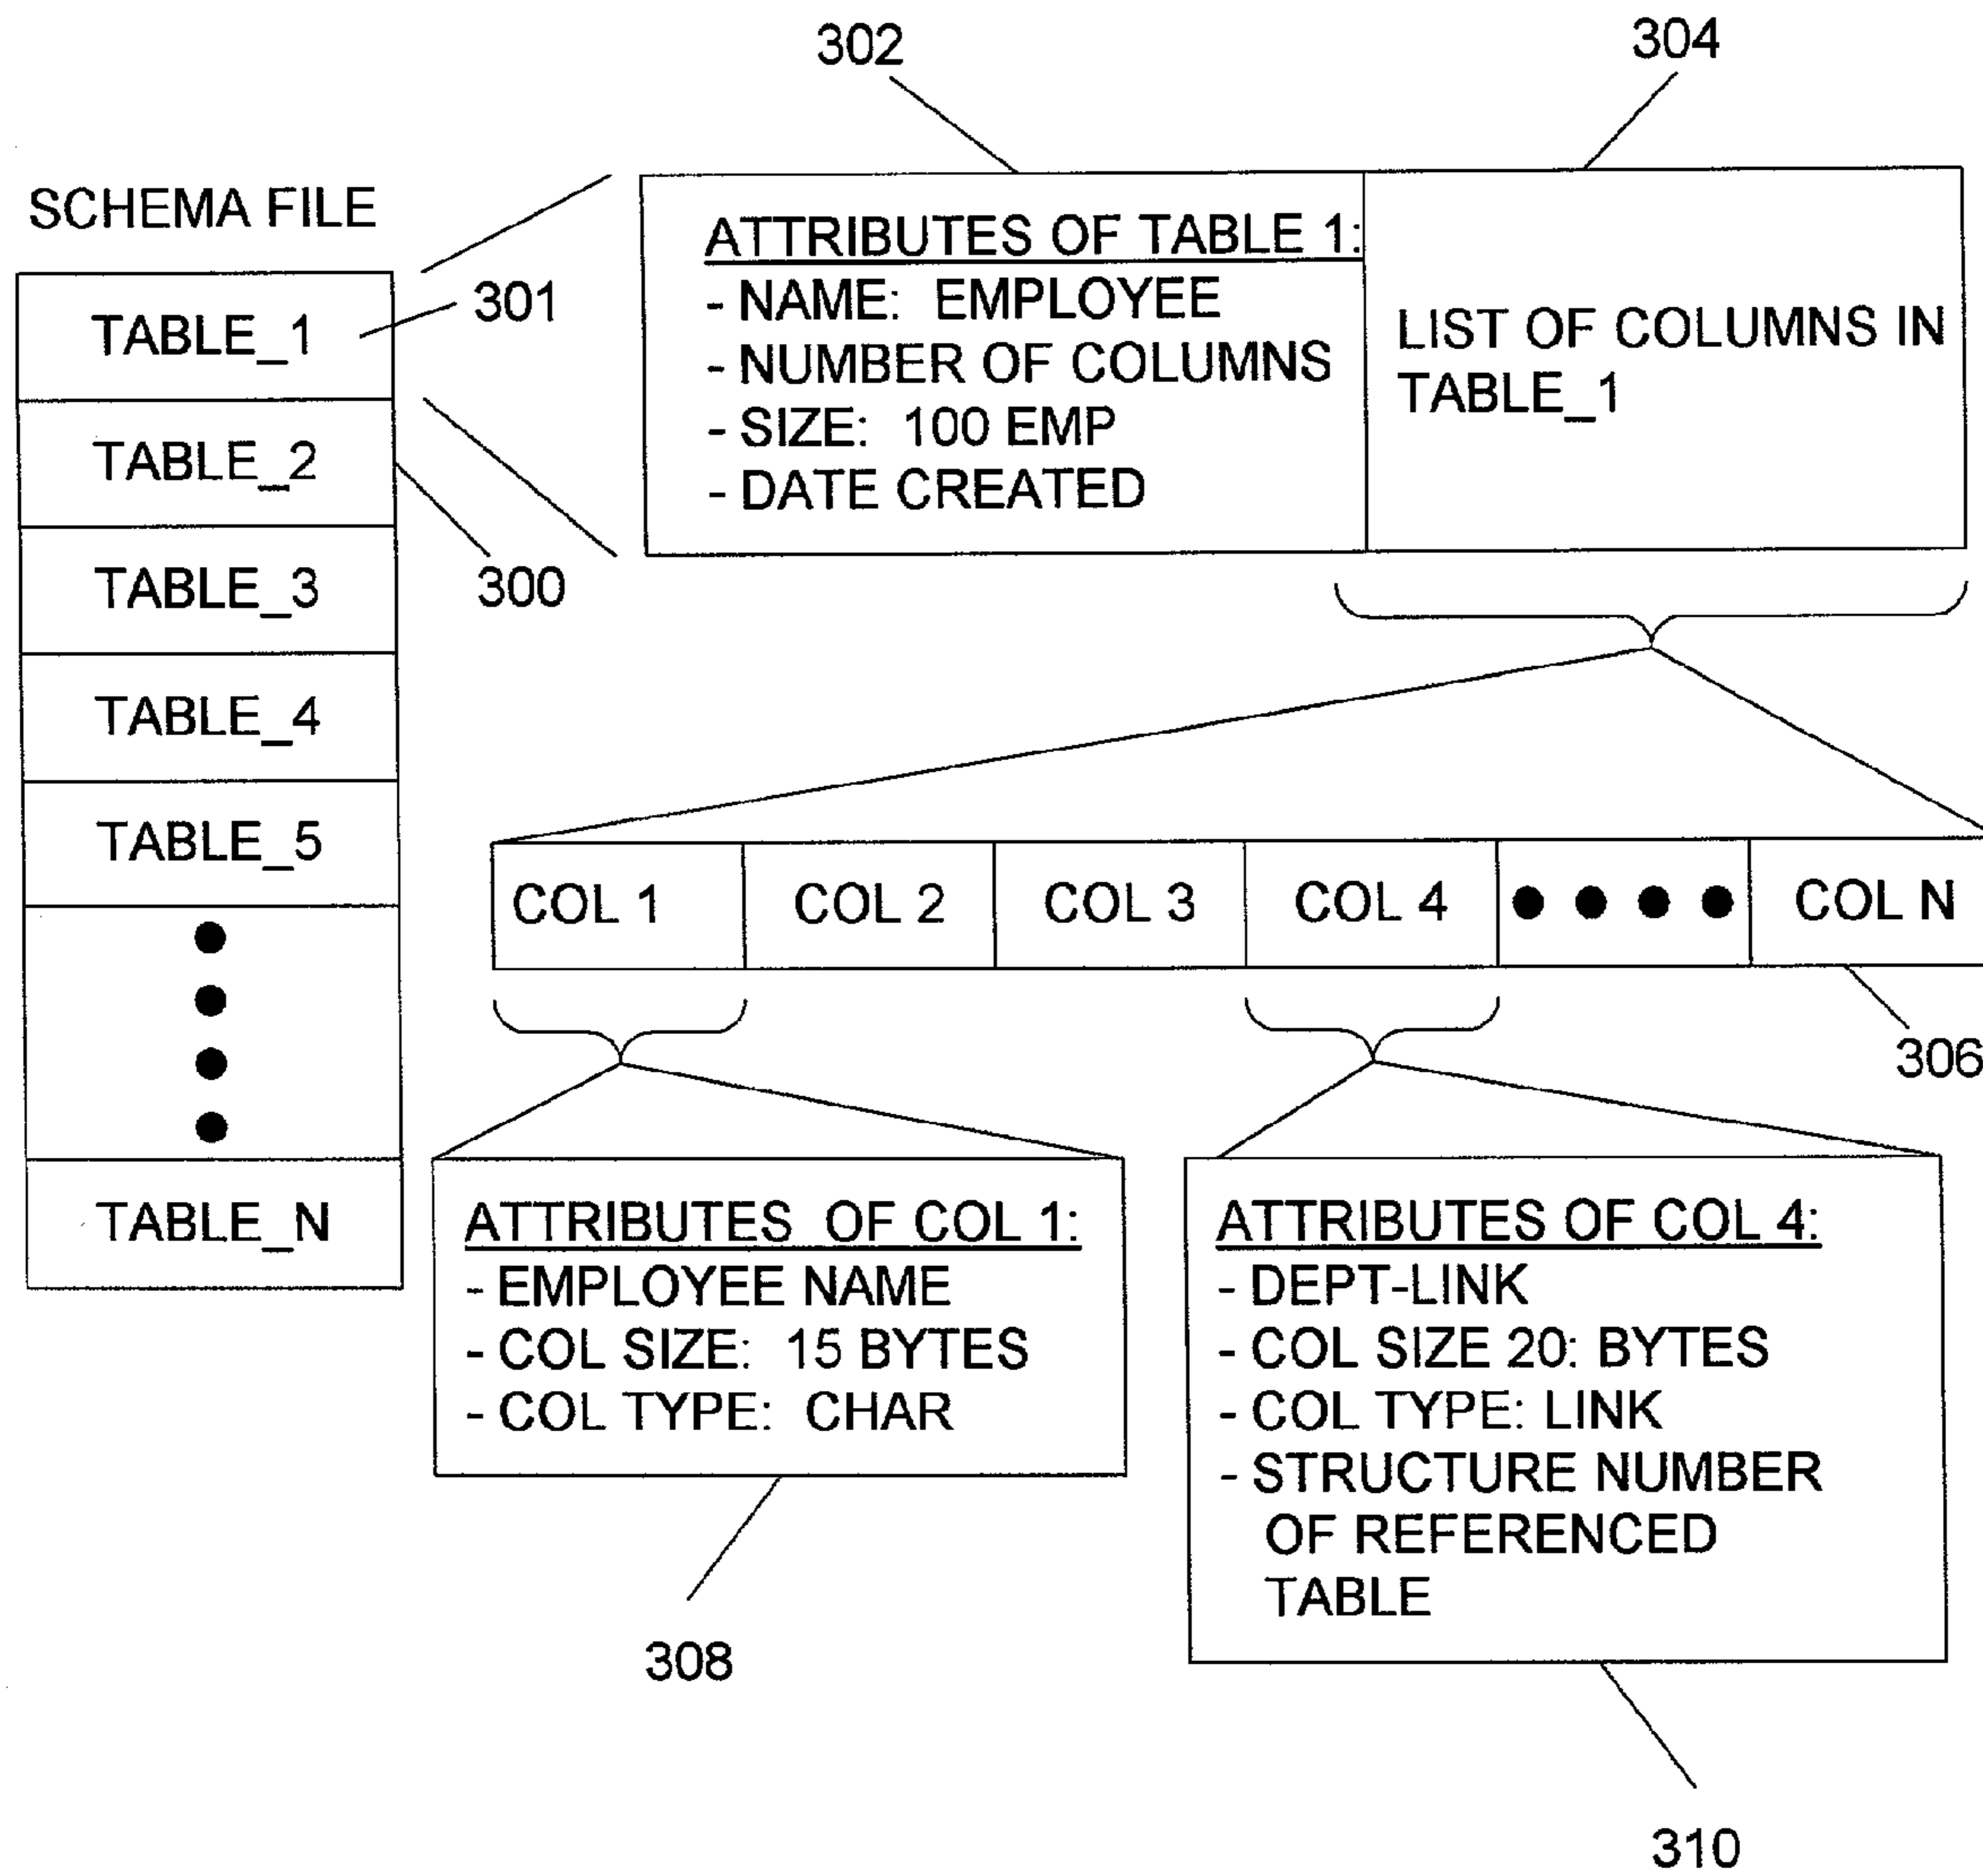 302
304
SCHEMA FILE
TABLE_1
301
TABLE_2
300
TABLE_3
TABLE_4
TABLE_5
TABLE_N
ATTRIBUTES OF TABLE 1:
- NAME: EMPLOYEE
- NUMBER OF COLUMNS
- SIZE: 100 EMP
- DATE CREATED
LIST OF COLUMNS IN
TABLE_1
COL 1
COL 2
COL 3
COL 4
COL N
306
ATTRIBUTES OF COL 1:
- EMPLOYEE NAME
- COL SIZE: 15 BYTES
- COL TYPE: CHAR
308
ATTRIBUTES OF COL 4:
- DEPT-LINK
- COL SIZE 20: BYTES
- COL TYPE: LINK
- STRUCTURE NUMBER
OF REFERENCED
TABLE
310